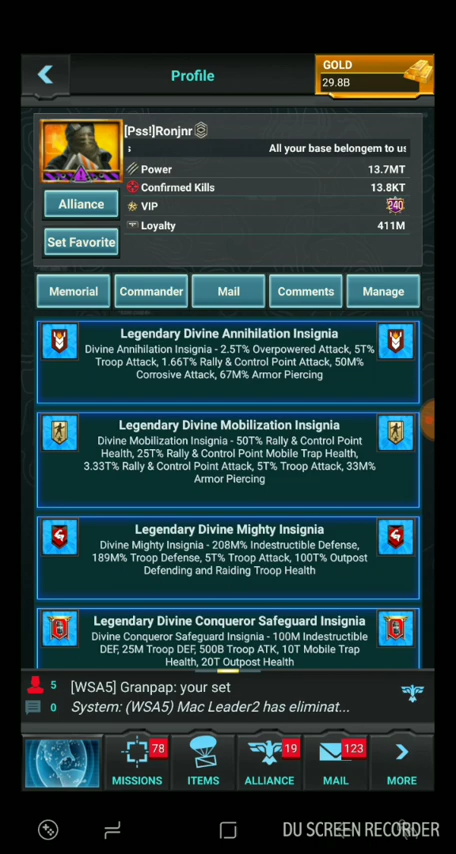 GOLD
Profile
29.8B
[Pss!]Ronjnr
s All your base belongem to us
Power 13.7MT
Confirmed Kills 13.8KT
VIP 240
Loyalty 411M
Alliance
Set Favorite
Memorial Commander Mail Comments Manage
Legendary Divine Annihilation Insignia
Divine Annihilation Insignia - 2.5T% Overpowered Attack, 5T%
Troop Attack, 1.66T% Rally & Control Point Attack, 50M%
Corrosive Attack, 67M% Armor Piercing
Legendary Divine Mobilization Insignia
Divine Mobilization Insignia - 50T% Rally & Control Point
Health, 25T% Rally & Control Point Mobile Trap Health,
3.33T% Rally & Control Point Attack, 5T% Troop Attack, 33M%
Armor Piercing
Legendary Divine Mighty Insignia
Divine Mighty Insignia - 208M% Indestructible Defense,
189M% Troop Defense, 5T% Troop Attack, 100T% Outpost
Defending and Raiding Troop Health
Legendary Divine Conqueror Safeguard Insignia
Divine Conqueror Safeguard Insignia - 100M Indestructible
DEF, 25M Troop DEF, 500B Troop ATK, 10T Mobile Trap
Health, 20T Outpost Health
5 [WSA5] Granpap: your set
0 System: (WSA5) Mac Leader2 has eliminat...
78 19 123
MISSIONS ITEMS ALLIANCE MAIL MORE
DU SCREEN RECORDER